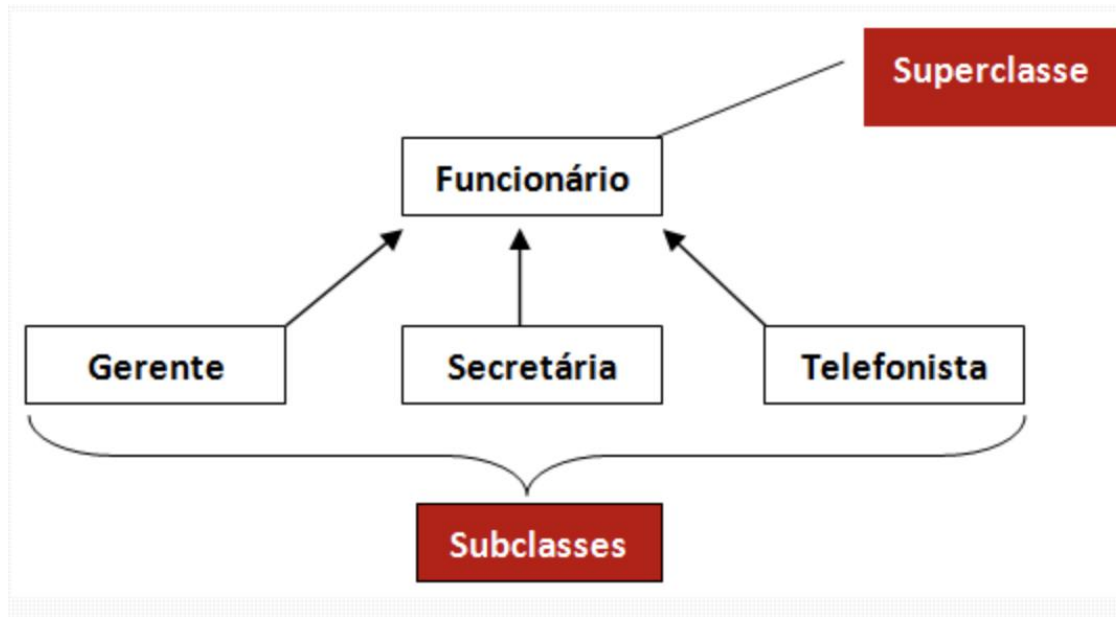 Superclasse
Funcionário
Gerente
Secretária
Telefonista
Subclasses